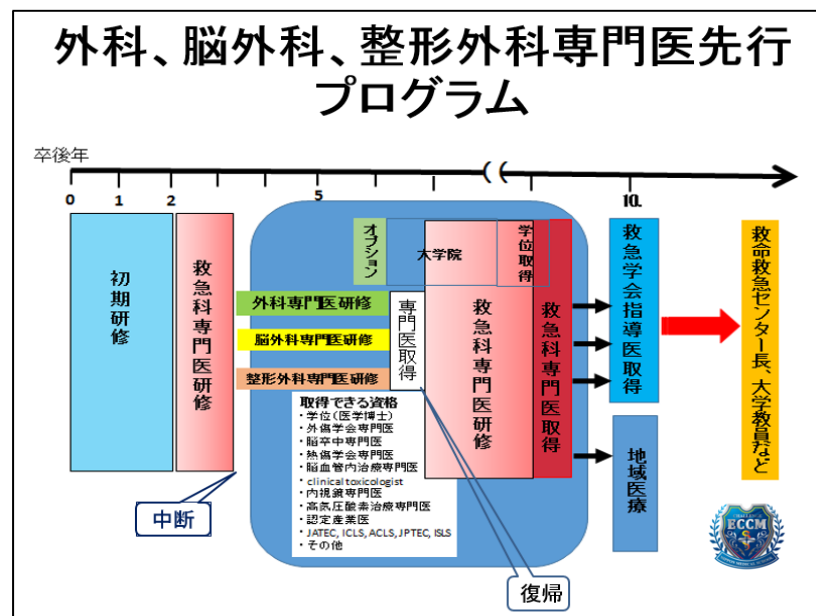 外科、脳外科、整形外科専門医先行
プログラム
卒後年
0
1
2
5
10.
初期研修
救急科専門医研修
中断
オプション
大学院
学位取得
外科専門医研修
脳外科専門医研修
整形外科専門医研修
専門医取得
救急科専門医研修
救急科専門医取得
取得できる資格
・学位(医学博士)
・外傷学会専門医
・脳卒中専門医
・熱傷学会専門医
・脳血管内治療専門医
・clinical toxicologist
・内視鏡専門医
・高気圧酸素治療専門医
・認定産業医
・JATEC, ICLS, ACLS, JPTEC, ISLS
・その他
復帰
救急学会指導医取得
地域医療
救命救急センター長、大学教員など
ECCM